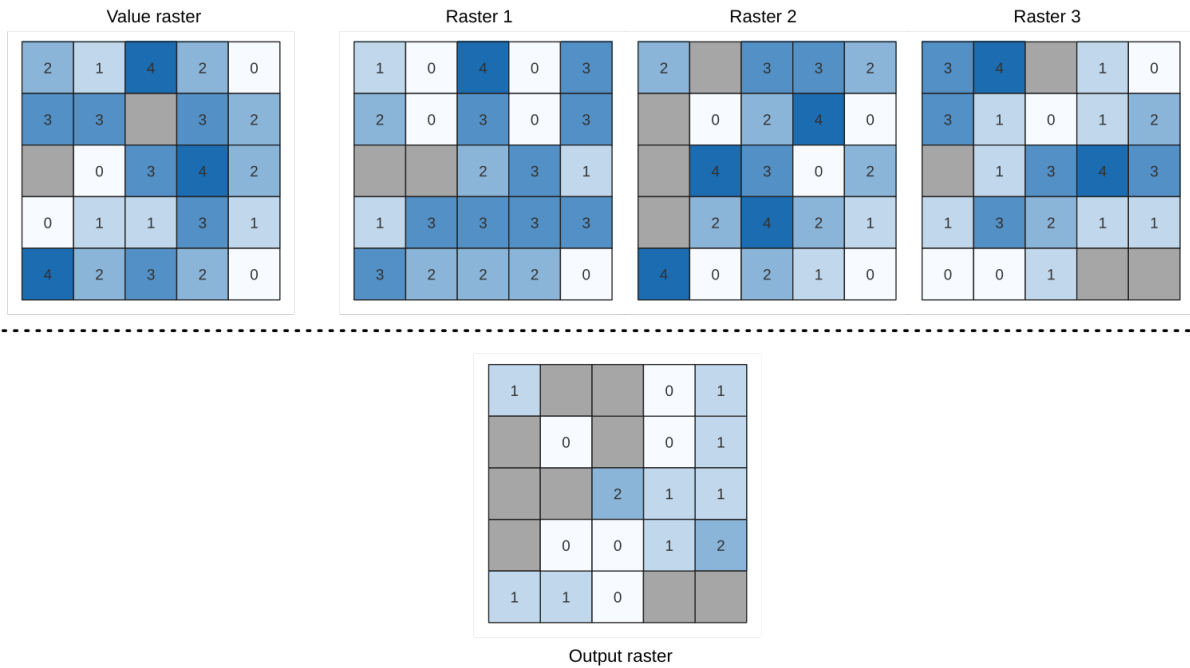 Value raster Raster 1 Raster 2 Raster 3
2 1 4 2 0 1 0 4 0 3 2 3 3 2 3 4 1 0
3 3 3 2 2 0 3 0 3 0 2 4 0 3 1 0 1 2
0 3 4 2 2 3 1 4 3 0 2 1 3 4 3
0 1 1 3 1 1 3 3 3 3 2 4 2 1 1 3 2 1 1
4 2 3 2 0 3 2 2 2 0 4 0 2 1 0 0 0 1
1 0 1
0 0 1
2 1 1
0 0 1 2
1 1 0
Output raster